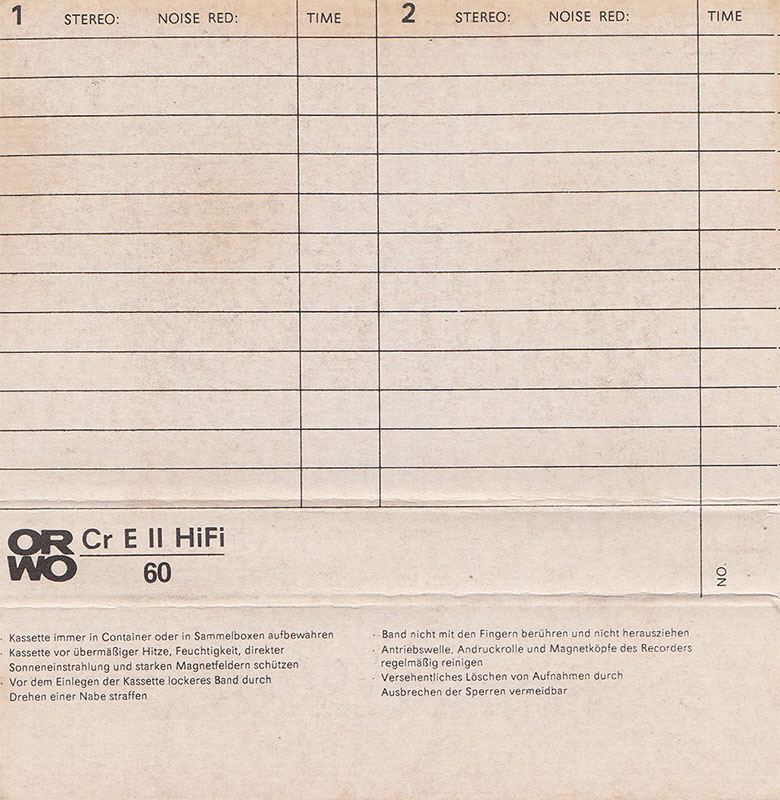 1 STEREO: NOISE RED: TIME 2 STEREO: NOISE RED: TIME
ORWO Cr E II HiFi
60
NO.
· Kassette immer in Container oder in Sammelboxen aufbewahren
· Kassette vor übermäßiger Hitze, Feuchtigkeit, direkter
Sonneneinstrahlung und starken Magnetfeldern schützen
· Vor dem Einlegen der Kassette lockeres Band durch
Drehen einer Nabe straffen
· Band nicht mit den Fingern berühren und nicht herausziehen
· Antriebswelle, Andruckrolle und Magnetköpfe des Recorders
regelmäßig reinigen
· Versehentliches Löschen von Aufnahmen durch
Ausbrechen der Sperren vermeidbar